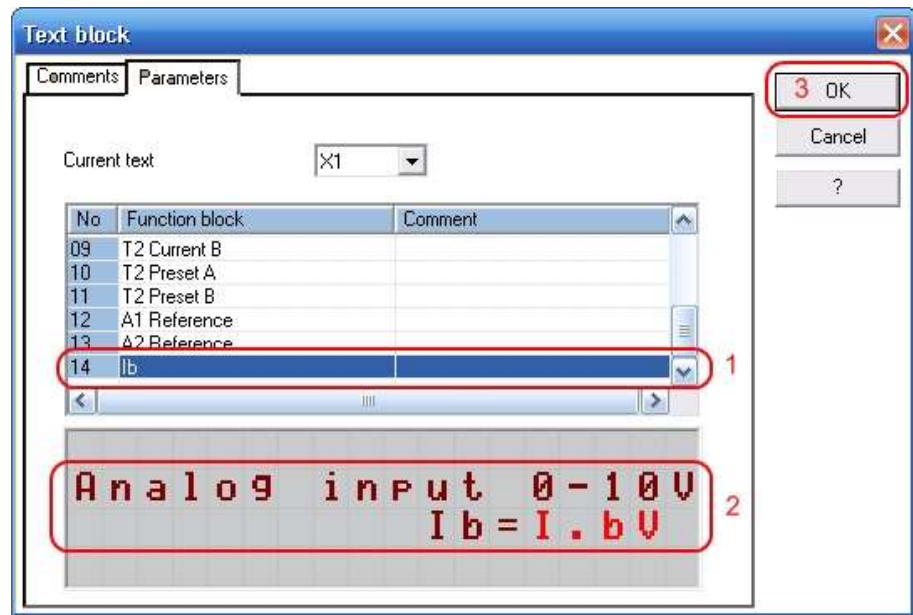 Text block
Comments Parameters
3 OK
Cancel
?
Current text X1
No Function block Comment
09 T2 Current B
10 T2 Preset A
11 T2 Preset B
12 A1 Reference
13 A2 Reference
14 Ib
1
Analog input 0-10V
Ib=I.bV
2